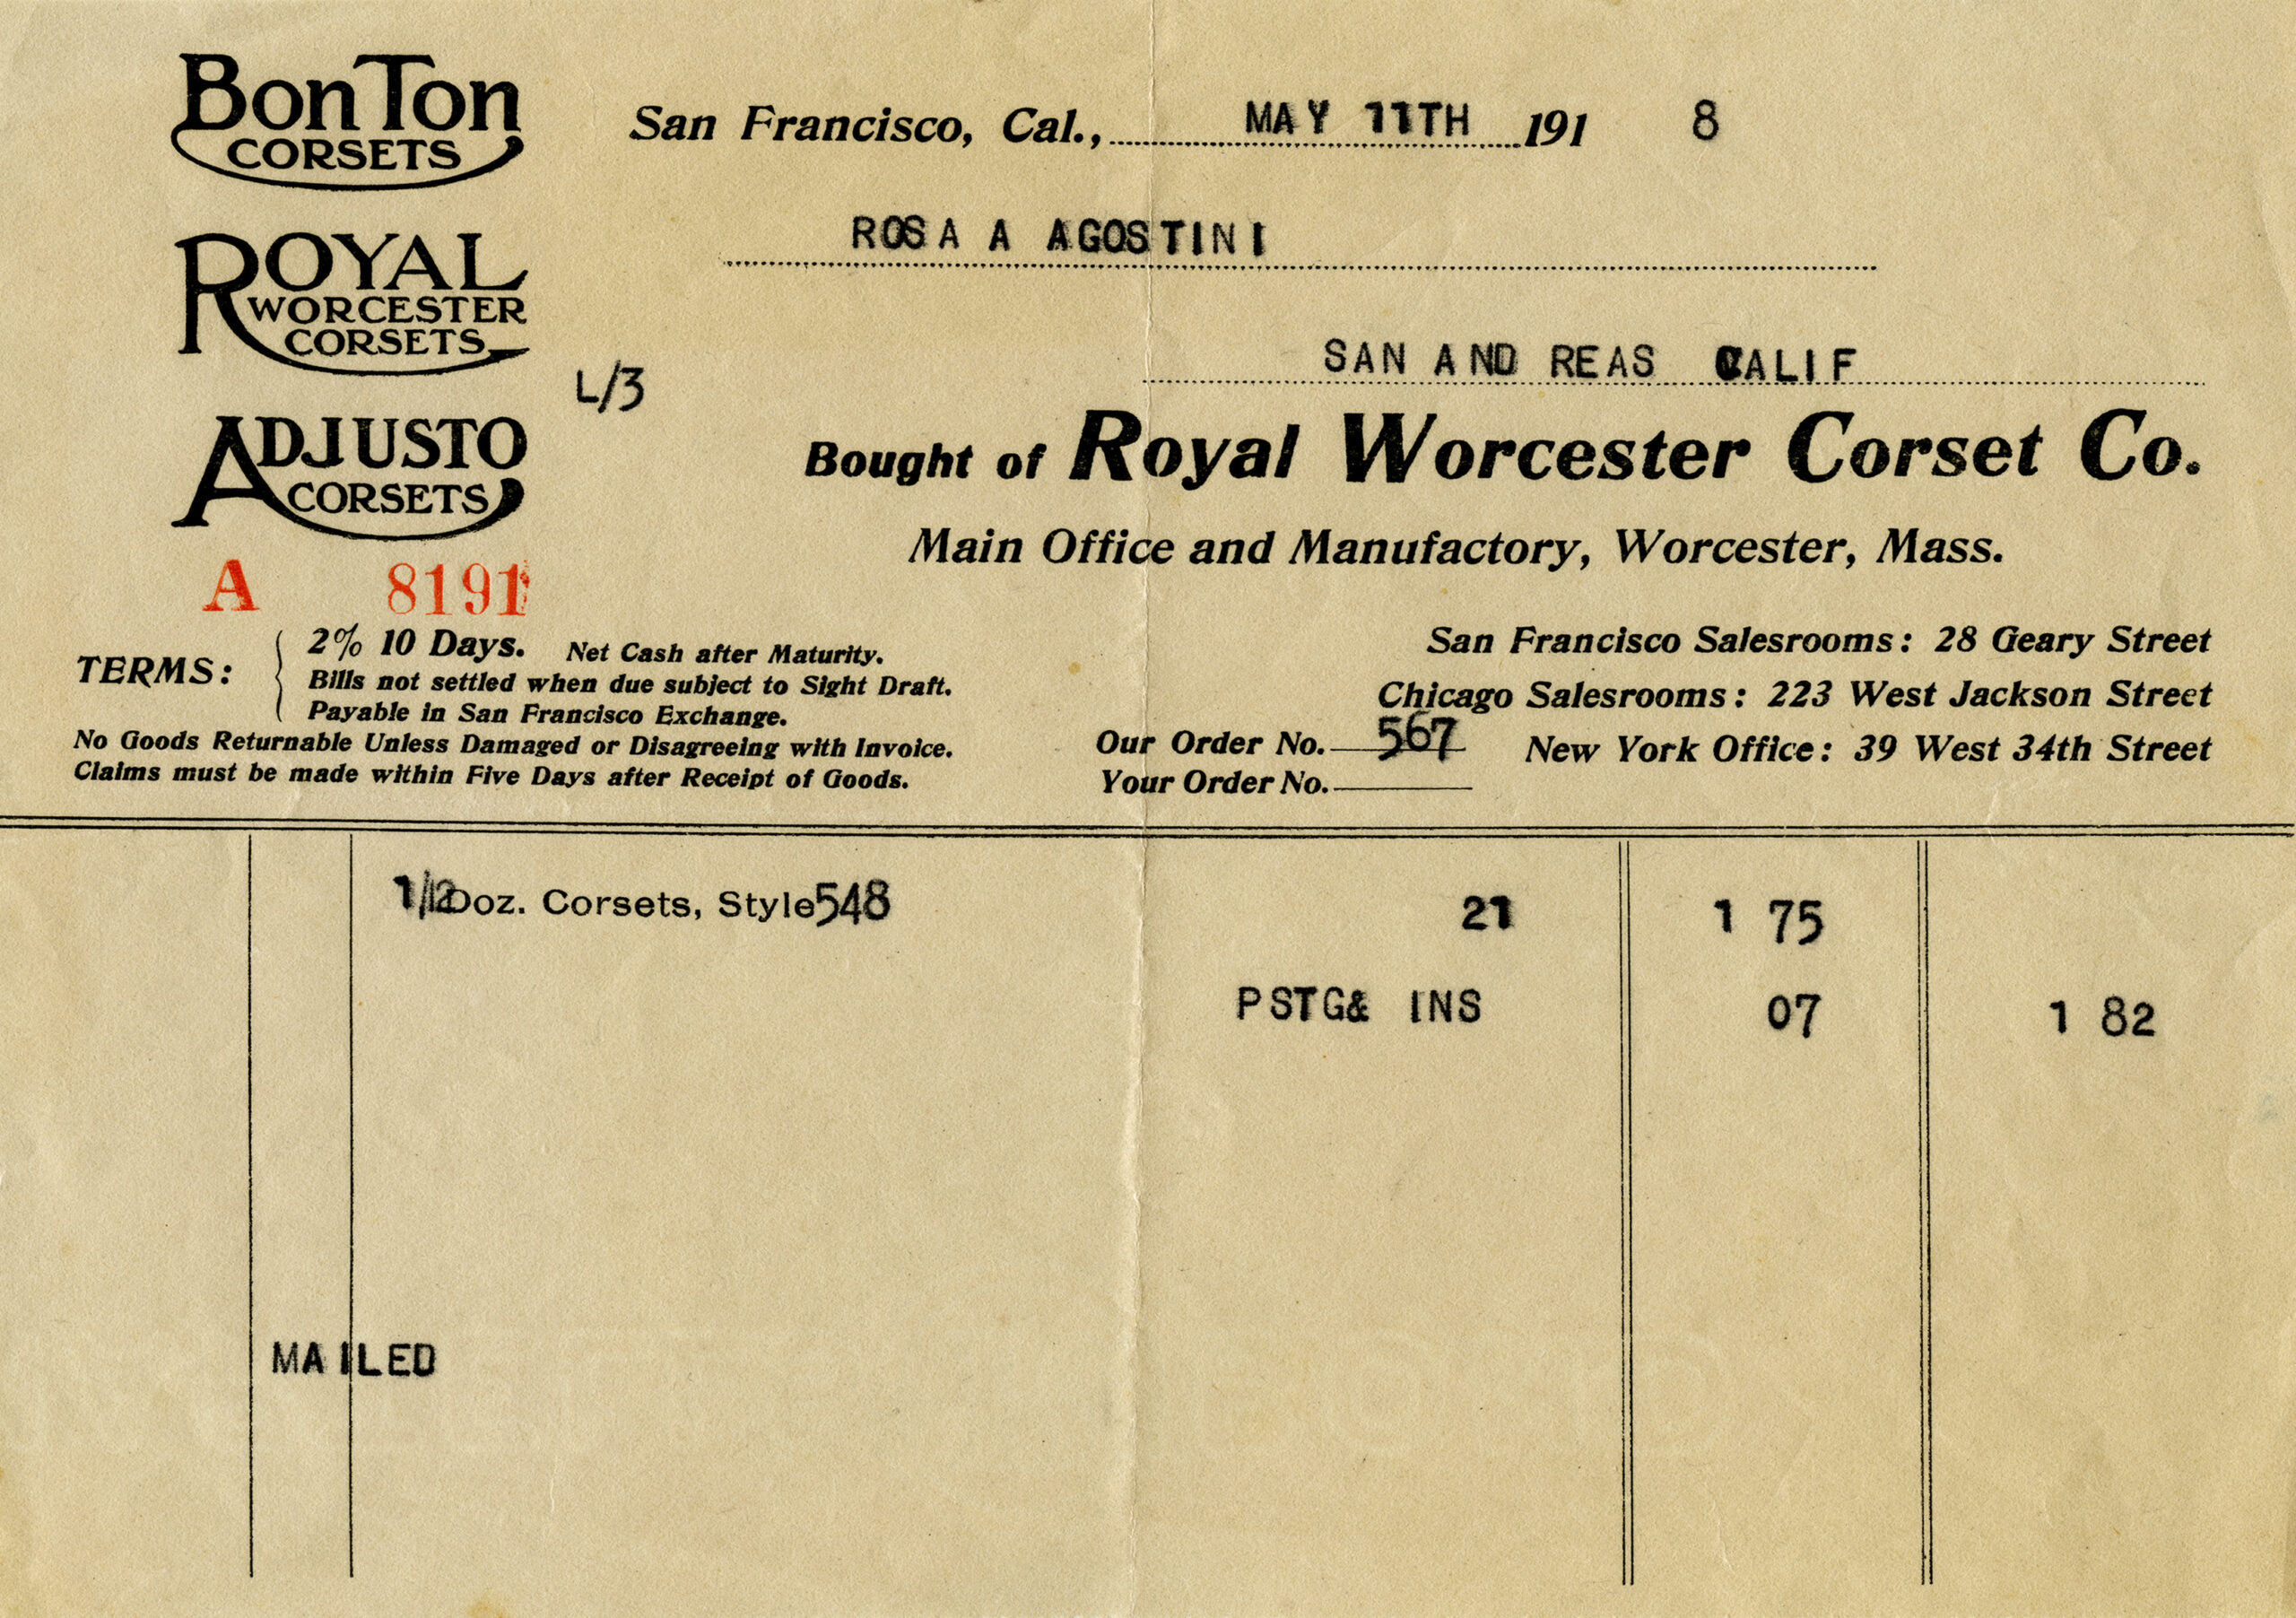 Bon Ton
CORSETS
San Francisco, Cal., MAY 11TH 191 8
ROSA A AGOSTINI
ROYAL
WORCESTER
CORSETS
SAN AND REAS CALIF
L/3
ADJUSTO
CORSETS
Bought of Royal Worcester Corset Co.
Main Office and Manufactory, Worcester, Mass.
A 8191
TERMS: 2% 10 Days. Net Cash after Maturity.
Bills not settled when due subject to Sight Draft.
Payable in San Francisco Exchange.
No Goods Returnable Unless Damaged or Disagreeing with Invoice.
Claims must be made within Five Days after Receipt of Goods.
San Francisco Salesrooms: 28 Geary Street
Chicago Salesrooms: 223 West Jackson Street
Our Order No. 567 New York Office: 39 West 34th Street
Your Order No.
1/12 Doz. Corsets, Style 548 21 1 75
PSTG& INS 07 1 82
MAILED